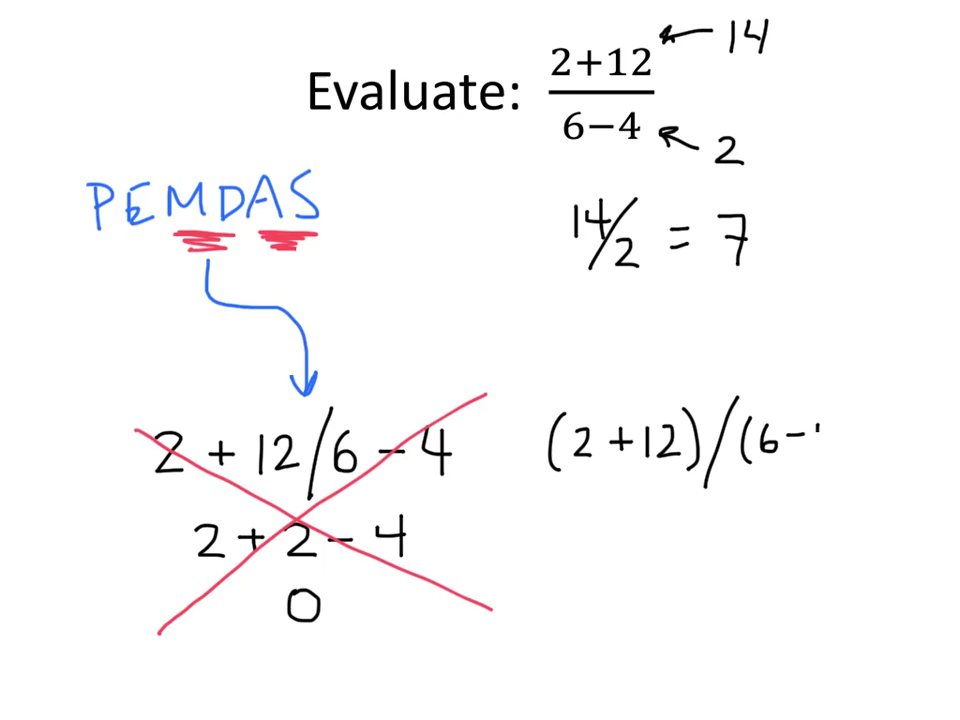 Evaluate: 2+12 ← 14
6−4 ← 2
PEMDAS
14/2 = 7
2 + 12/6 − 4
(2 + 12)/(6 −
2 + 2 − 4
0